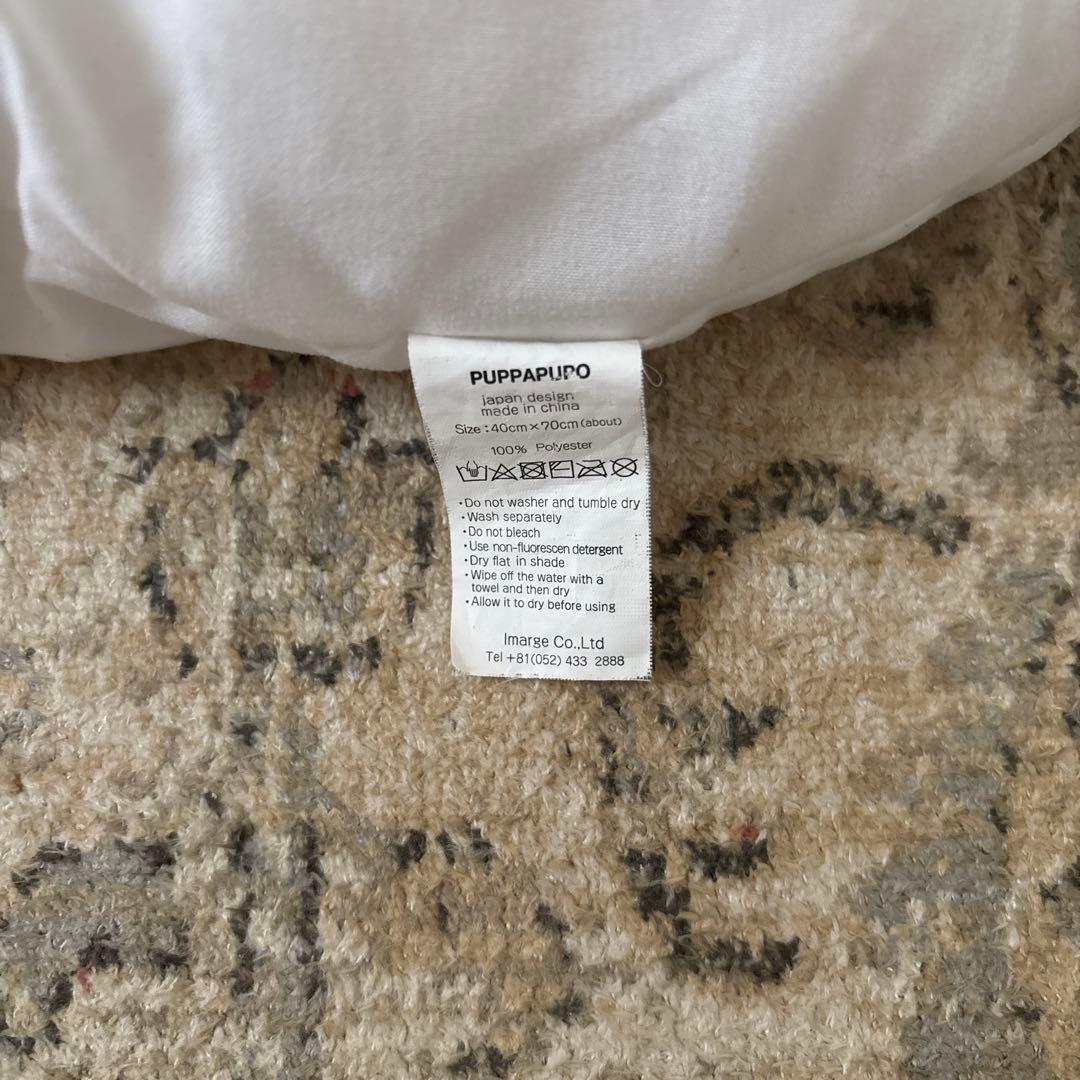 PUPPAPUPO
japan design
made in china
Size : 40cm×70cm (about)
100% Polyester
・Do not washer and tumble dry
・Wash separately
・Do not bleach
・Use non-fluorescen detergent
・Dry flat in shade
・Wipe off the water with a
towel and then dry
・Allow it to dry before using
Imarge Co.,Ltd
Tel +81(052) 433 2888